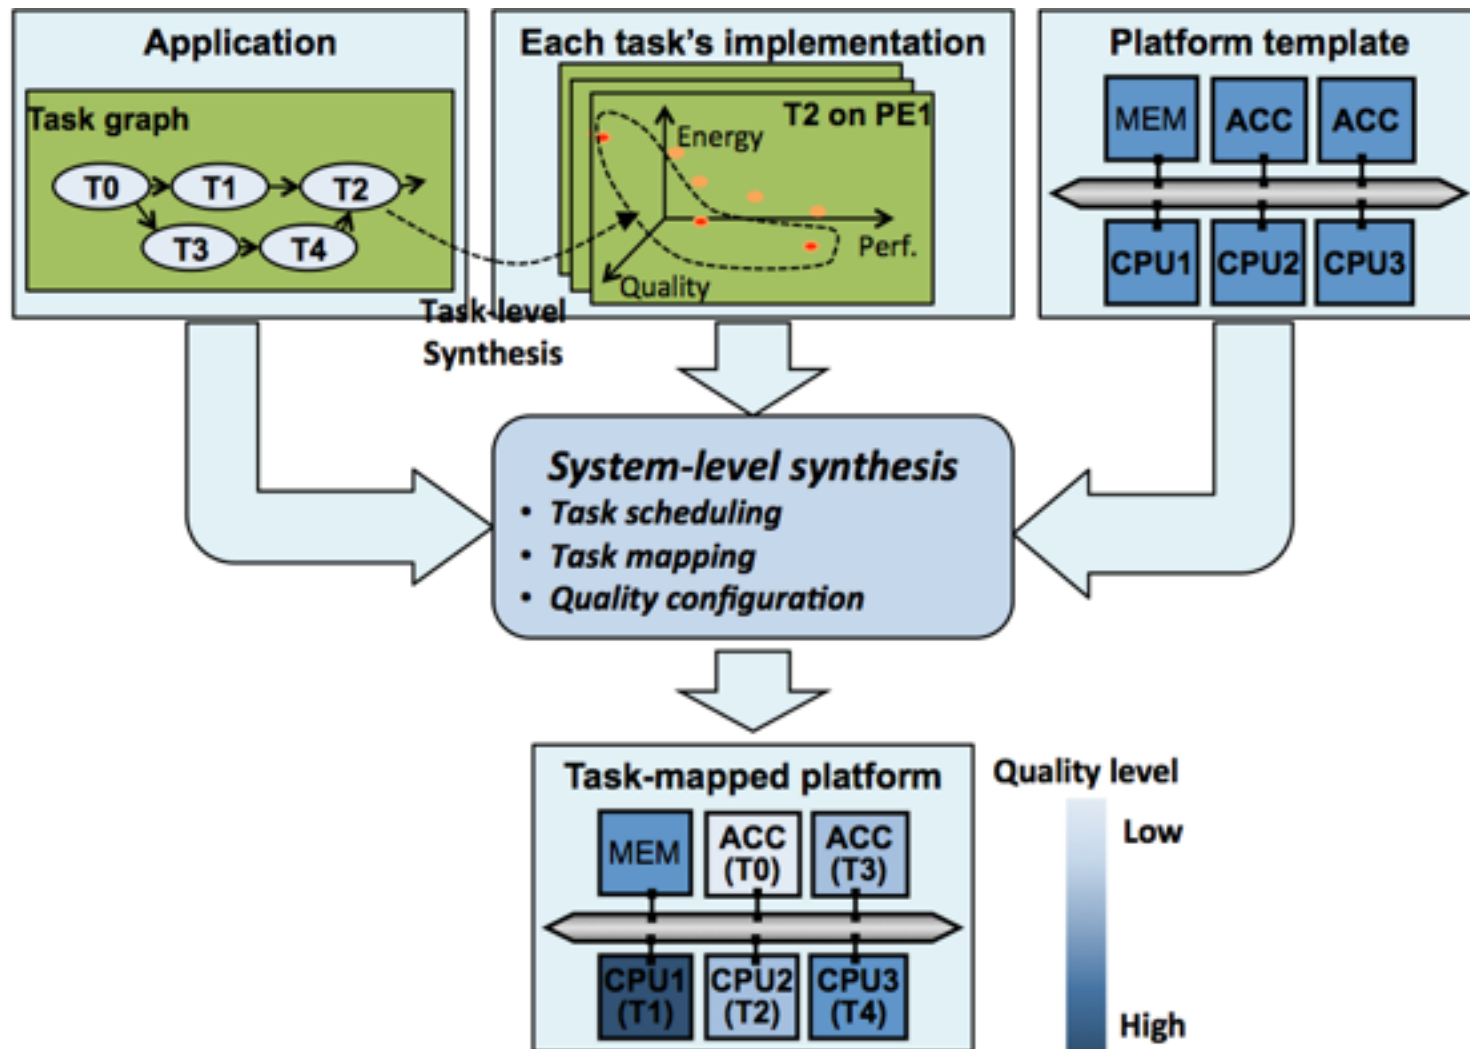 Application
Task graph
T0
T1
T2
T3
T4
Each task's implementation
T2 on PE1
Energy
Perf.
Quality
Task-level
Synthesis
Platform template
MEM
ACC
ACC
CPU1
CPU2
CPU3
System-level synthesis
• Task scheduling
• Task mapping
• Quality configuration
Task-mapped platform
MEM
ACC
(T0)
ACC
(T3)
CPU1
(T1)
CPU2
(T2)
CPU3
(T4)
Quality level
Low
High